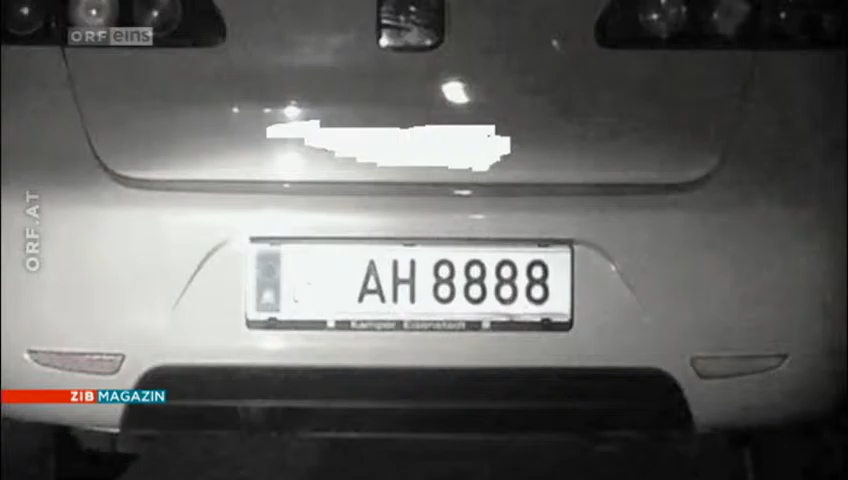 ORF eins
ORF.AT
AH 8888
Kamper Eisenstadt
ZIB MAGAZIN